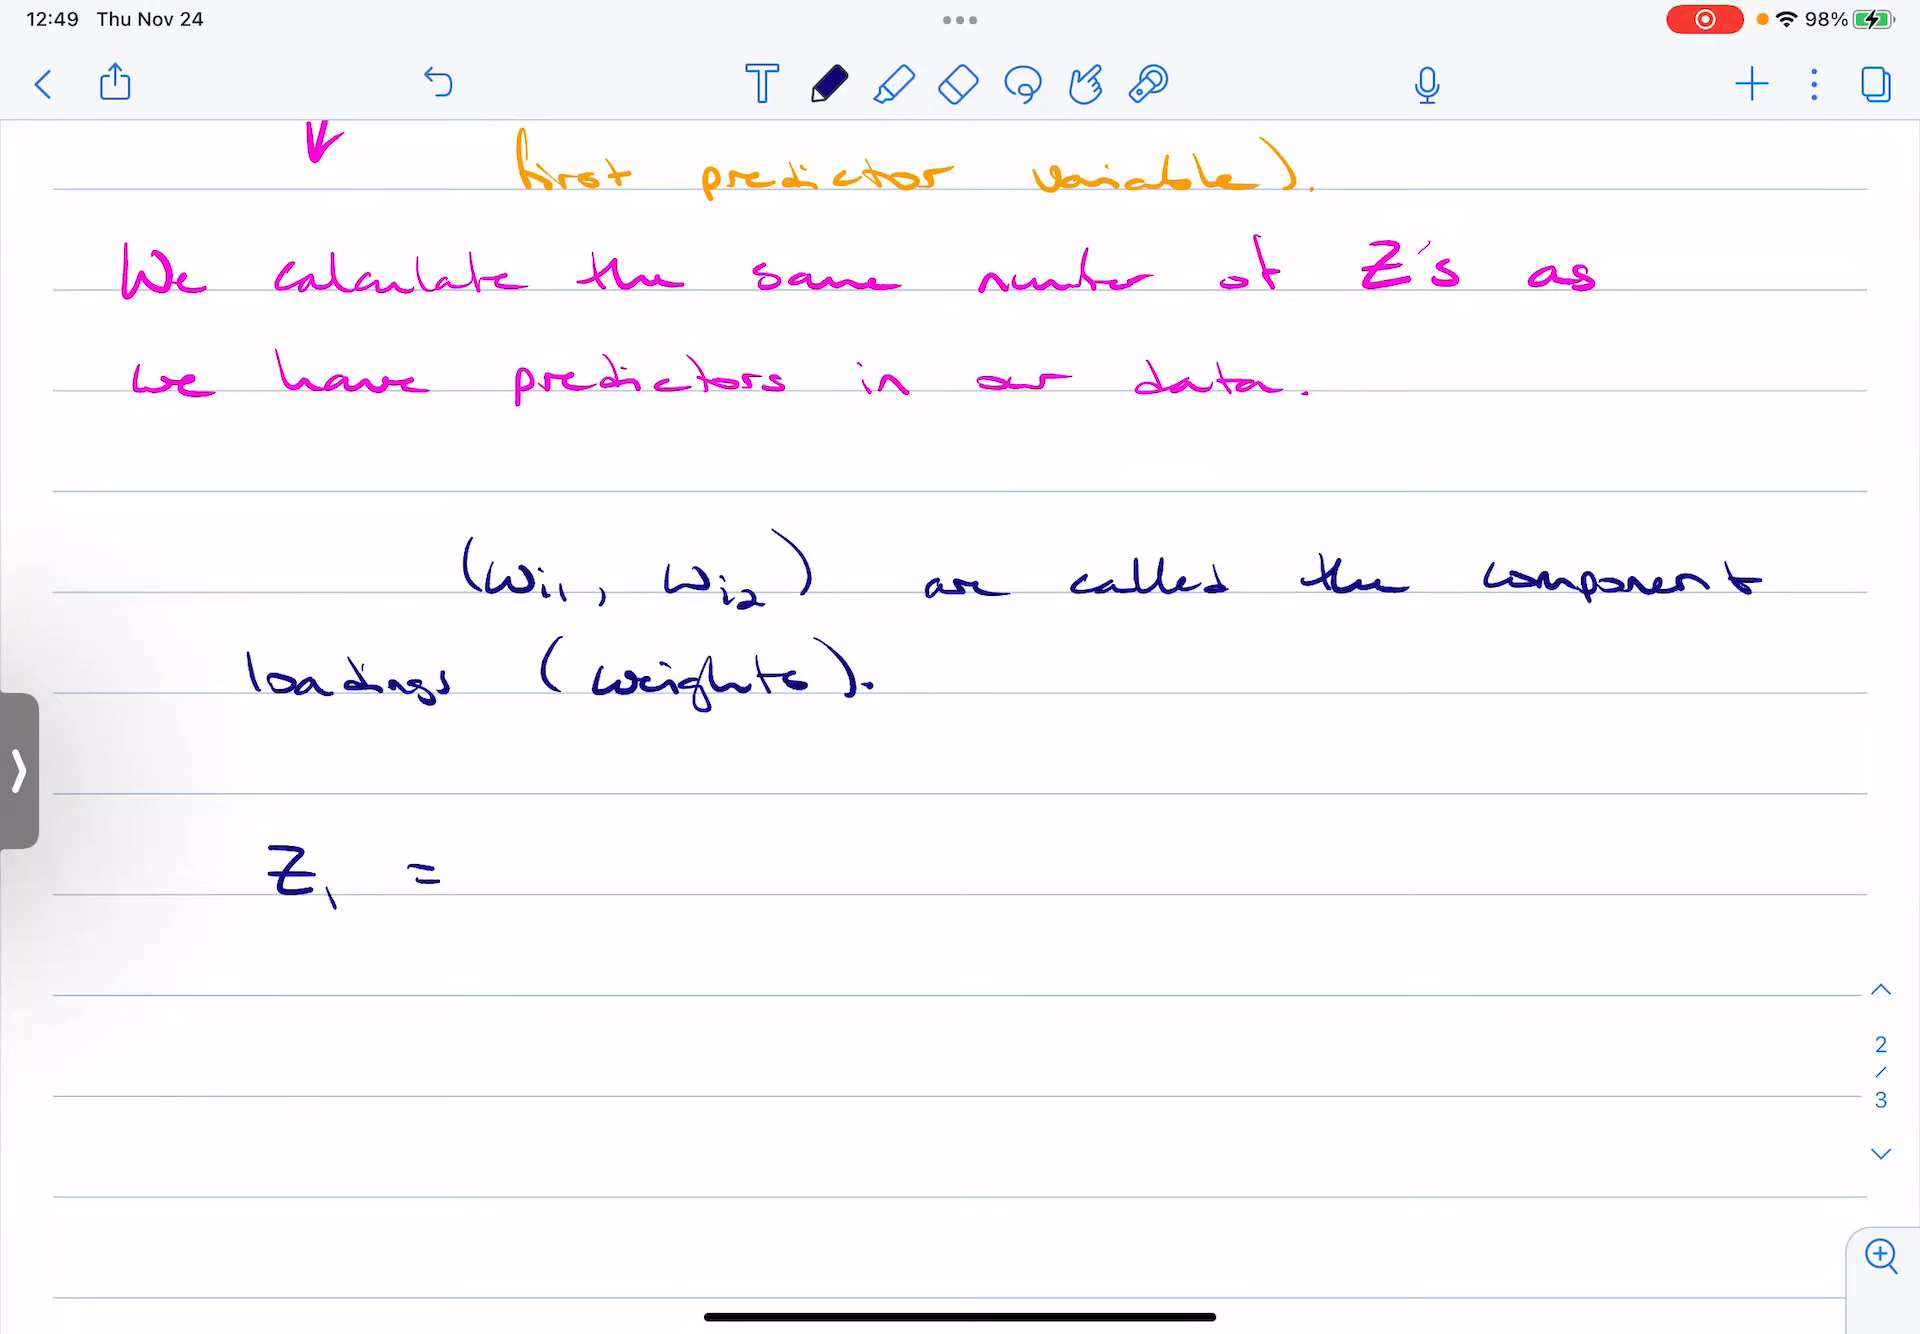 12:49 Thu Nov 24 98%
T
first predictor variable).
We calculate the same number of Z's as
we have predictors in our data.
(wi1, wi2) are called the component
loadings (weights).
Z1 =
2
/
3